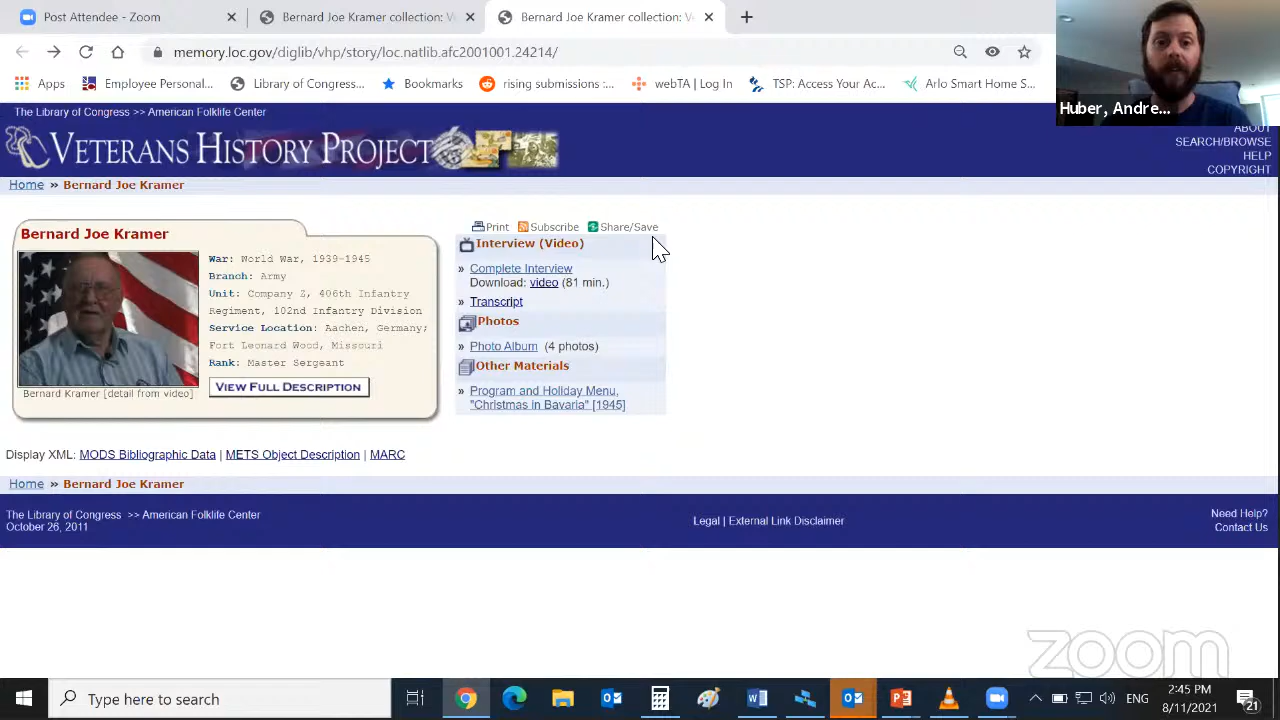 Post Attendee - Zoom
Bernard Joe Kramer collection: V
Bernard Joe Kramer collection: V
memory.loc.gov/diglib/vhp/story/loc.natlib.afc2001001.24214/
Apps
Employee Personal...
Library of Congress...
Bookmarks
rising submissions :...
webTA | Log In
TSP: Access Your Ac...
Arlo Smart Home S...
Huber, Andre...
The Library of Congress >> American Folklife Center
VETERANS HISTORY PROJECT
ABOUT
SEARCH/BROWSE
HELP
COPYRIGHT
Home » Bernard Joe Kramer
Bernard Joe Kramer
War: World War, 1939-1945
Branch: Army
Unit: Company Z, 406th Infantry
Regiment, 102nd Infantry Division
Service Location: Aachen, Germany;
Fort Leonard Wood, Missouri
Rank: Master Sergeant
VIEW FULL DESCRIPTION
Bernard Kramer [detail from video]
Print Subscribe Share/Save
Interview (Video)
» Complete Interview
Download: video (81 min.)
» Transcript
Photos
» Photo Album (4 photos)
Other Materials
» Program and Holiday Menu,
"Christmas in Bavaria" [1945]
Display XML: MODS Bibliographic Data | METS Object Description | MARC
Home » Bernard Joe Kramer
The Library of Congress >> American Folklife Center
October 26, 2011
Legal | External Link Disclaimer
Need Help?
Contact Us
zoom
Type here to search
ENG
2:45 PM
8/11/2021
21